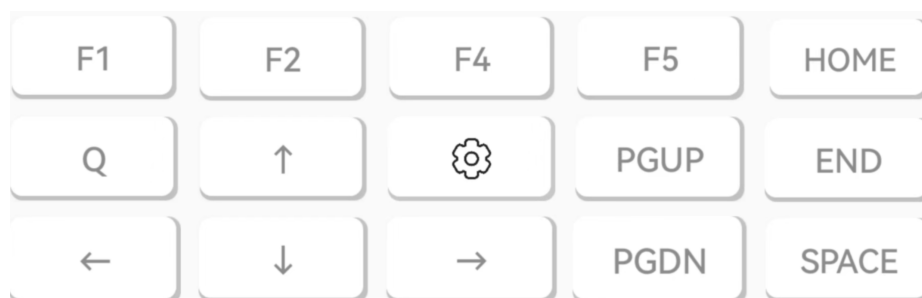 F1 F2 F4 F5 HOME
Q ↑ PGUP END
← ↓ → PGDN SPACE